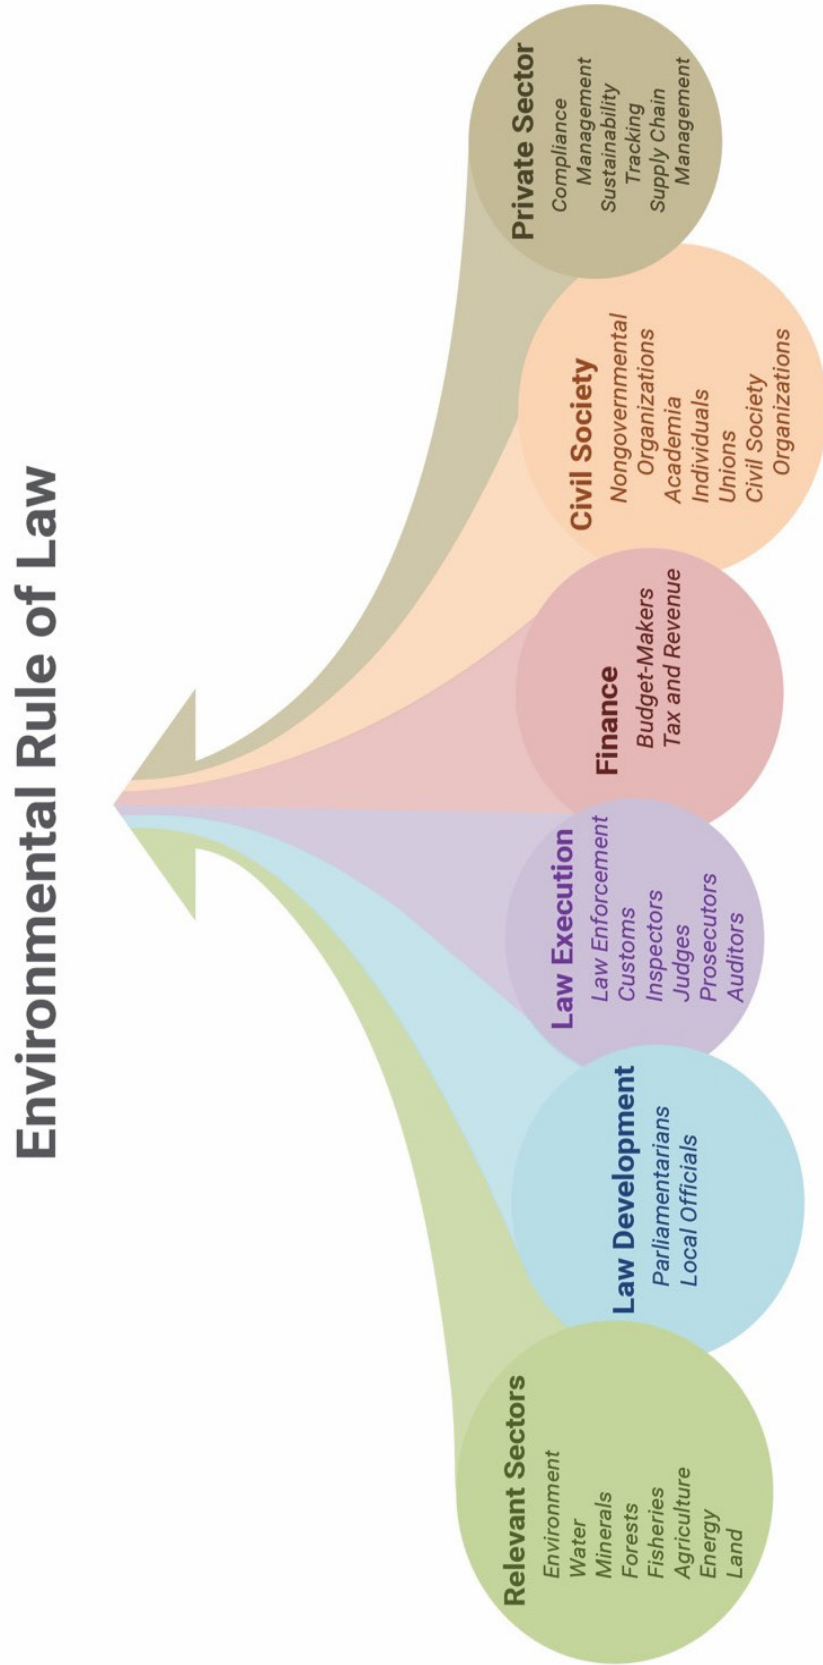 Environmental Rule of Law
Relevant Sectors
Environment
Water
Minerals
Forests
Fisheries
Agriculture
Energy
Land
Law Development
Parliamentarians
Local Officials
Law Execution
Law Enforcement
Customs
Inspectors
Judges
Prosecutors
Auditors
Finance
Budget-Makers
Tax and Revenue
Civil Society
Nongovernmental
Organizations
Academia
Individuals
Unions
Civil Society
Organizations
Private Sector
Compliance
Management
Sustainability
Tracking
Supply Chain
Management